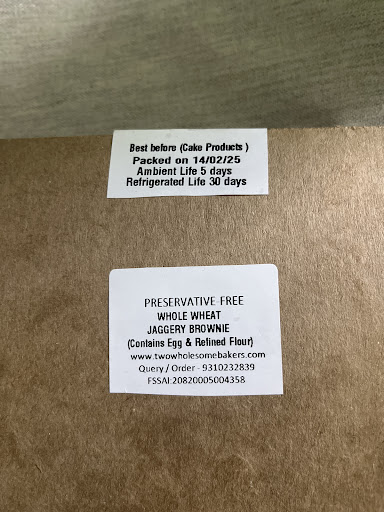 Best before (Cake Products )
Packed on 14/02/25
Ambient Life 5 days
Refrigerated Life 30 days
PRESERVATIVE-FREE
WHOLE WHEAT
JAGGERY BROWNIE
(Contains Egg & Refined Flour)
www.twowholesomebakers.com
Query / Order - 9310232839
FSSAI:20820005004358